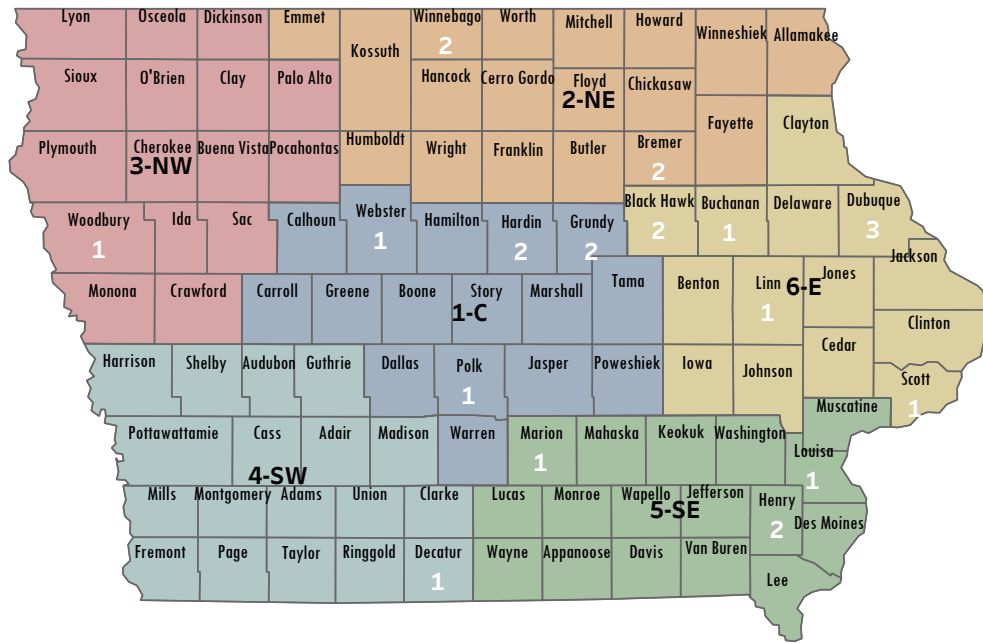 Lyon Osceola Dickinson Emmet Winnebago Worth Mitchell Howard Winneshiek Allamakee
Kossuth
2
Sioux O'Brien Clay Palo Alto Hancock Cerro Gordo Floyd Chickasaw
2-NE
Fayette Clayton
Plymouth Cherokee Buena Vista Pocahontas Humboldt Wright Franklin Butler Bremer
3-NW
2
Woodbury Ida Sac Calhoun Webster Hamilton Hardin Grundy Black Hawk Buchanan Delaware Dubuque
1 1 2 2 2 1 3
Jackson
Monona Crawford Carroll Greene Boone Story Marshall Tama Benton Linn Jones
1-C 6-E
1
Clinton
Harrison Shelby Audubon Guthrie Dallas Polk Jasper Poweshiek Iowa Johnson Cedar
1
Scott
1
Muscatine
Pottawattamie Cass Adair Madison Warren Marion Mahaska Keokuk Washington Louisa
4-SW
1 1
Mills Montgomery Adams Union Clarke Lucas Monroe Wapello Jefferson Henry
5-SE
2
Des Moines
Fremont Page Taylor Ringgold Decatur Wayne Appanoose Davis Van Buren Lee
1